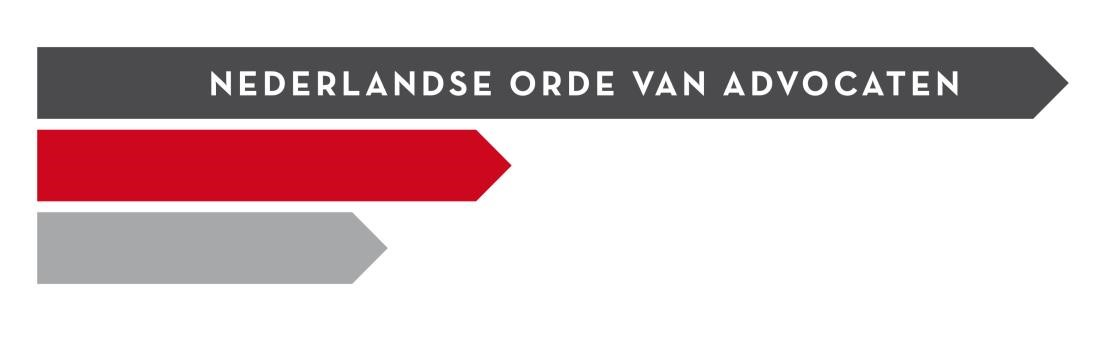 NEDERLANDSE ORDE VAN ADVOCATEN